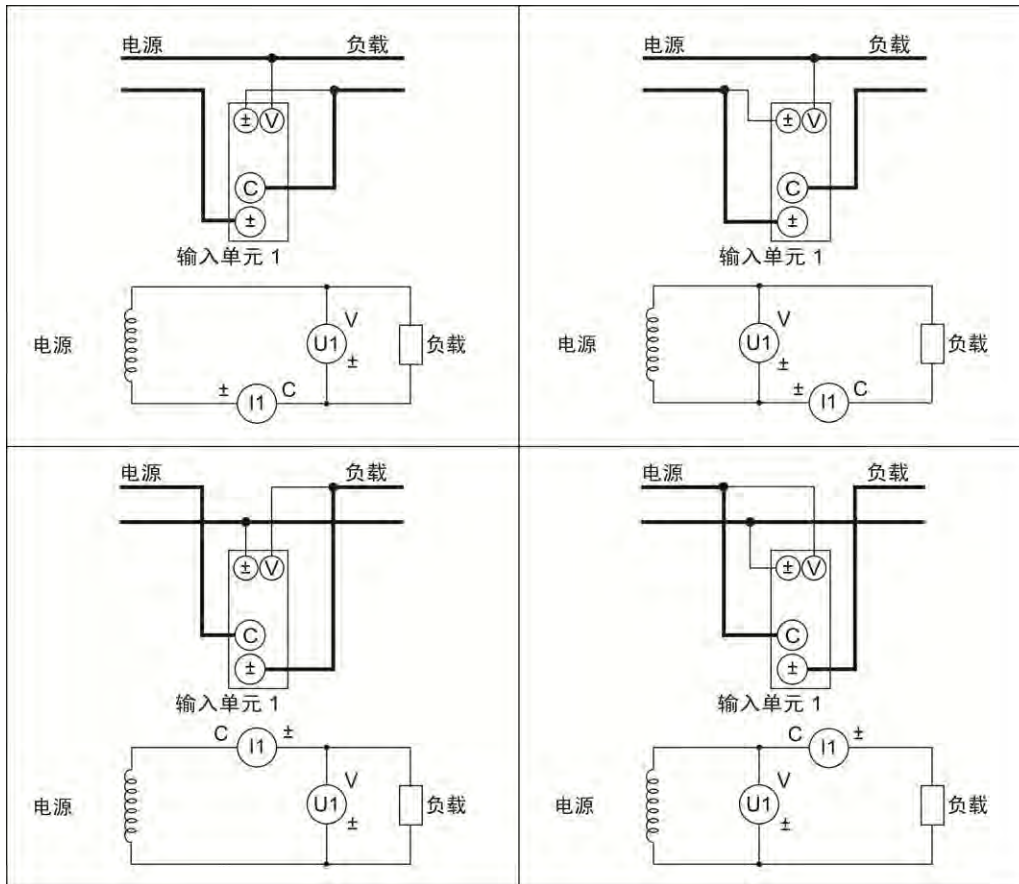 电源 负载
± V
C
±
输入单元 1
电源 V U1 ± 负载
± I1 C
电源 负载
± V
C
±
输入单元 1
电源 V U1 ± 负载
± I1 C
电源 负载
± V
C
±
输入单元 1
C I1 ±
电源 V U1 ± 负载
电源 负载
± V
C
±
输入单元 1
C I1 ±
电源 V U1 ± 负载